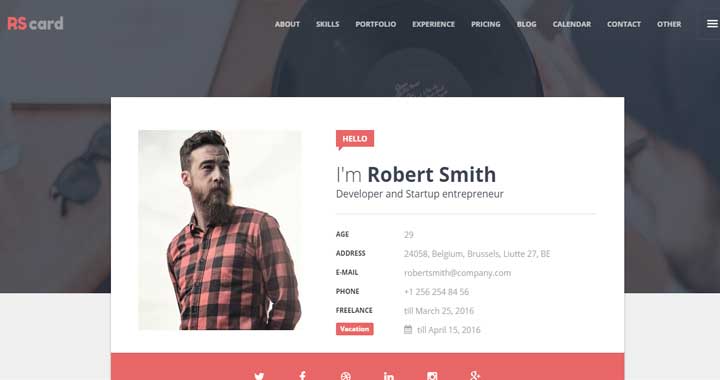 RS card
ABOUT SKILLS PORTFOLIO EXPERIENCE PRICING BLOG CALENDAR CONTACT OTHER
HELLO
I'm Robert Smith
Developer and Startup entrepreneur
AGE 29
ADDRESS 24058, Belgium, Brussels, Liutte 27, BE
E-MAIL robertsmith@company.com
PHONE +1 256 254 84 56
FREELANCE till March 25, 2016
Vacation till April 15, 2016